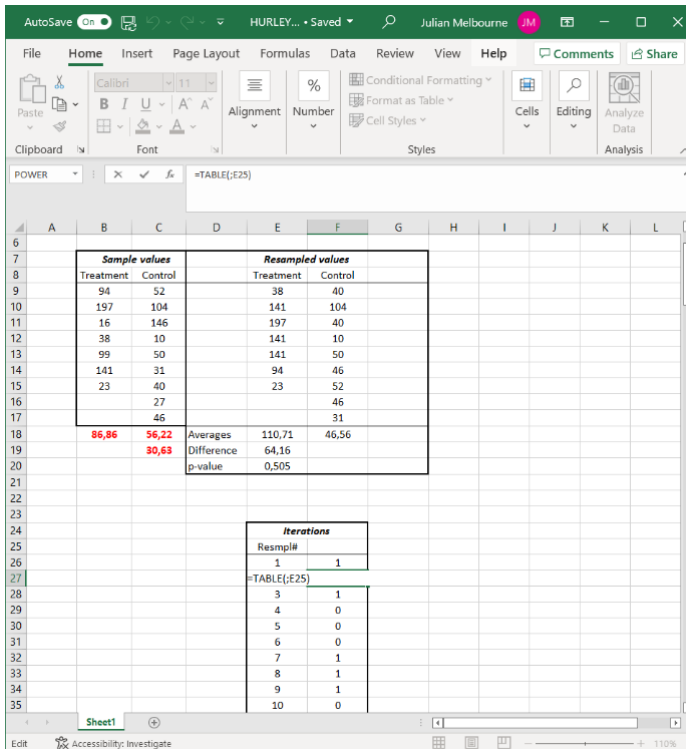 AutoSave On HURLEY... • Saved Julian Melbourne JM
File Home Insert Page Layout Formulas Data Review View Help Comments Share
Paste
Calibri 11
B I U A A
A
Alignment
%
Number
Conditional Formatting
Format as Table
Cell Styles
Cells
Editing
Analyze
Data
Clipboard Font Styles Analysis
POWER fx =TABLE(;E25)
A B C D E F G H I J K L
6
7 Sample values Resampled values
8 Treatment Control Treatment Control
9 94 52 38 40
10 197 104 141 104
11 16 146 197 40
12 38 10 141 10
13 99 50 141 50
14 141 31 94 46
15 23 40 23 52
16 27 46
17 46 31
18 86,86 56,22 Averages 110,71 46,56
19 30,63 Difference 64,16
20 p-value 0,505
21
22
23
24 Iterations
25 Resmpl#
26 1 1
27 =TABLE(;E25)
28 3 1
29 4 0
30 5 0
31 6 0
32 7 1
33 8 1
34 9 1
35 10 0
Sheet1
Edit Accessibility: Investigate 110%